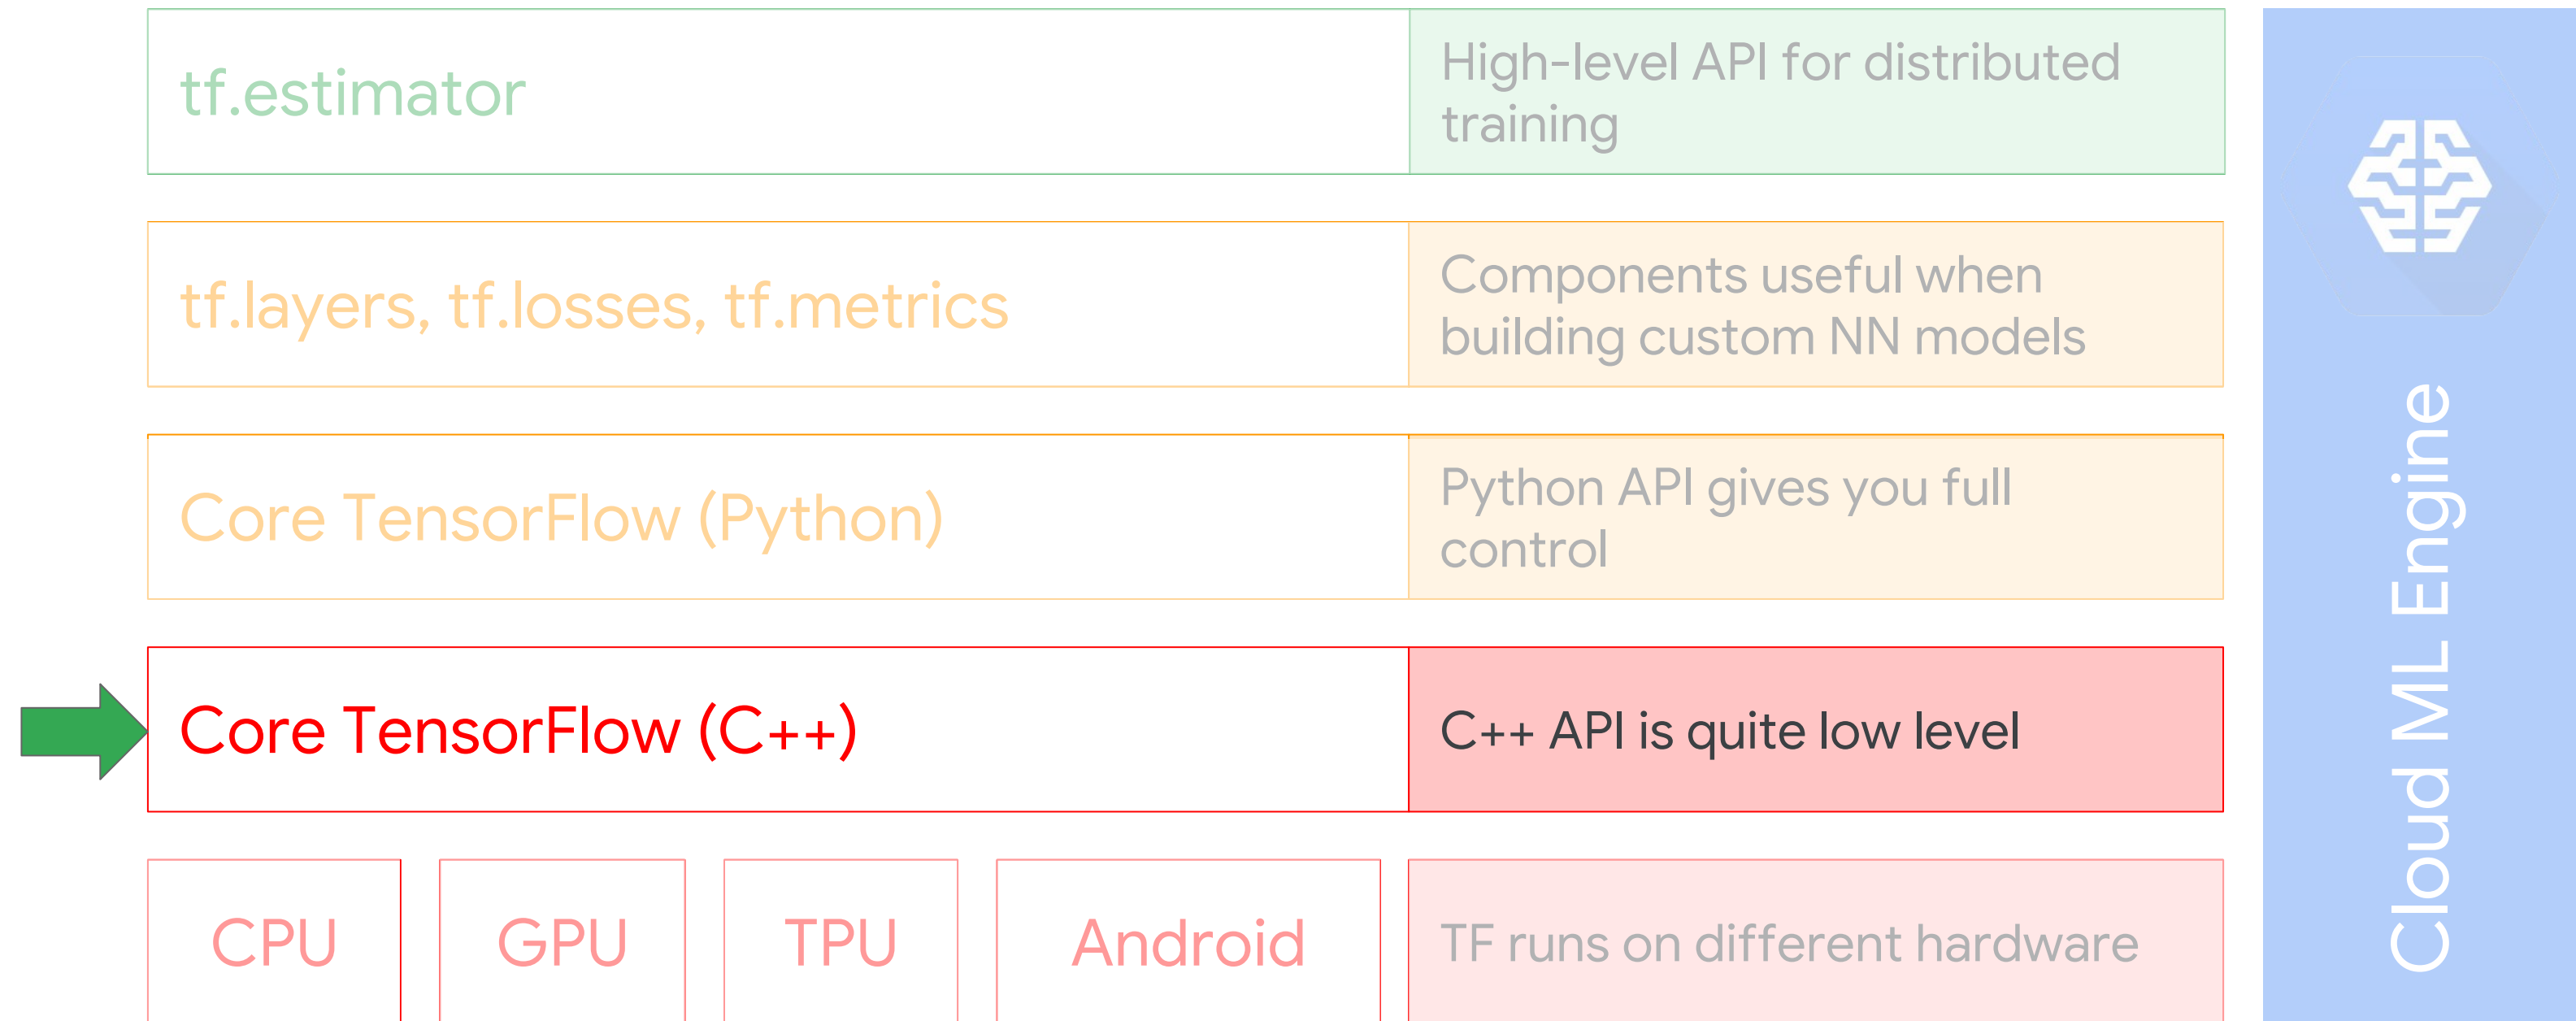 tf.estimator
High-level API for distributed
training
tf.layers, tf.losses, tf.metrics
Components useful when
building custom NN models
Core TensorFlow (Python)
Python API gives you full
control
Core TensorFlow (C++)
C++ API is quite low level
CPU
GPU
TPU
Android
TF runs on different hardware
Cloud ML Engine